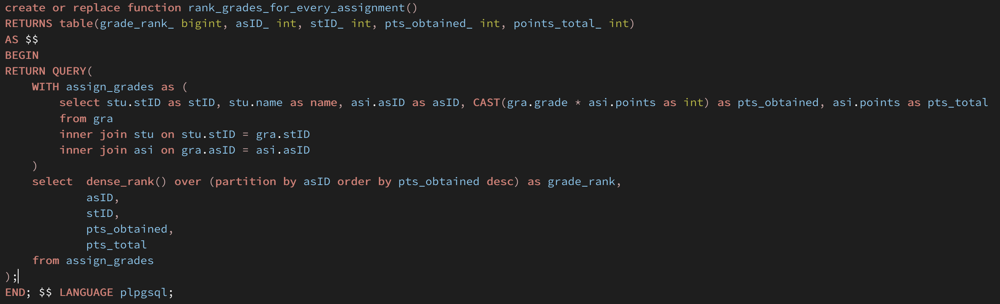 create or replace function rank_grades_for_every_assignment()
RETURNS table(grade_rank_ bigint, asID_ int, stID_ int, pts_obtained_ int, points_total_ int)
AS $$
BEGIN
RETURN QUERY(
    WITH assign_grades as (
        select stu.stID as stID, stu.name as name, asi.asID as asID, CAST(gra.grade * asi.points as int) as pts_obtained, asi.points as pts_total
        from gra
        inner join stu on stu.stID = gra.stID
        inner join asi on gra.asID = asi.asID
    )
    select  dense_rank() over (partition by asID order by pts_obtained desc) as grade_rank,
            asID,
            stID,
            pts_obtained,
            pts_total
    from assign_grades
);
END; $$ LANGUAGE plpgsql;